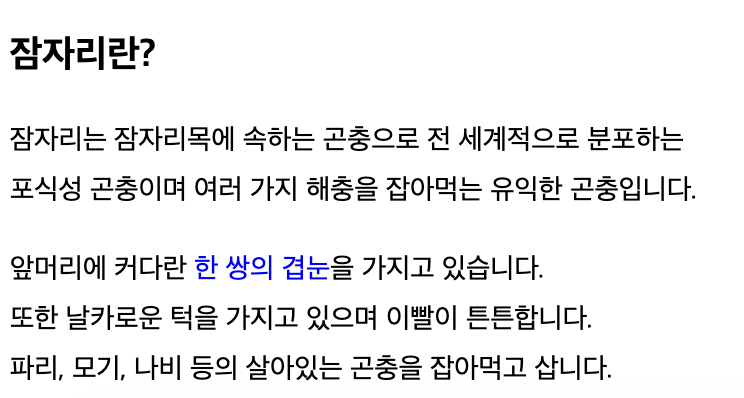 잠자리란?
잠자리는 잠자리목에 속하는 곤충으로 전 세계적으로 분포하는
포식성 곤충이며 여러 가지 해충을 잡아먹는 유익한 곤충입니다.
앞머리에 커다란 한 쌍의 겹눈을 가지고 있습니다.
또한 날카로운 턱을 가지고 있으며 이빨이 튼튼합니다.
파리, 모기, 나비 등의 살아있는 곤충을 잡아먹고 삽니다.